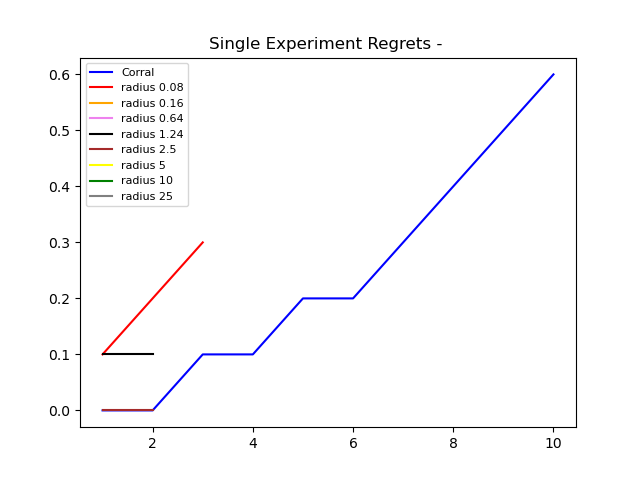 Single Experiment Regrets -
Corral
radius 0.08
radius 0.16
radius 0.64
radius 1.24
radius 2.5
radius 5
radius 10
radius 25
0.6
0.5
0.4
0.3
0.2
0.1
0.0
2 4 6 8 10